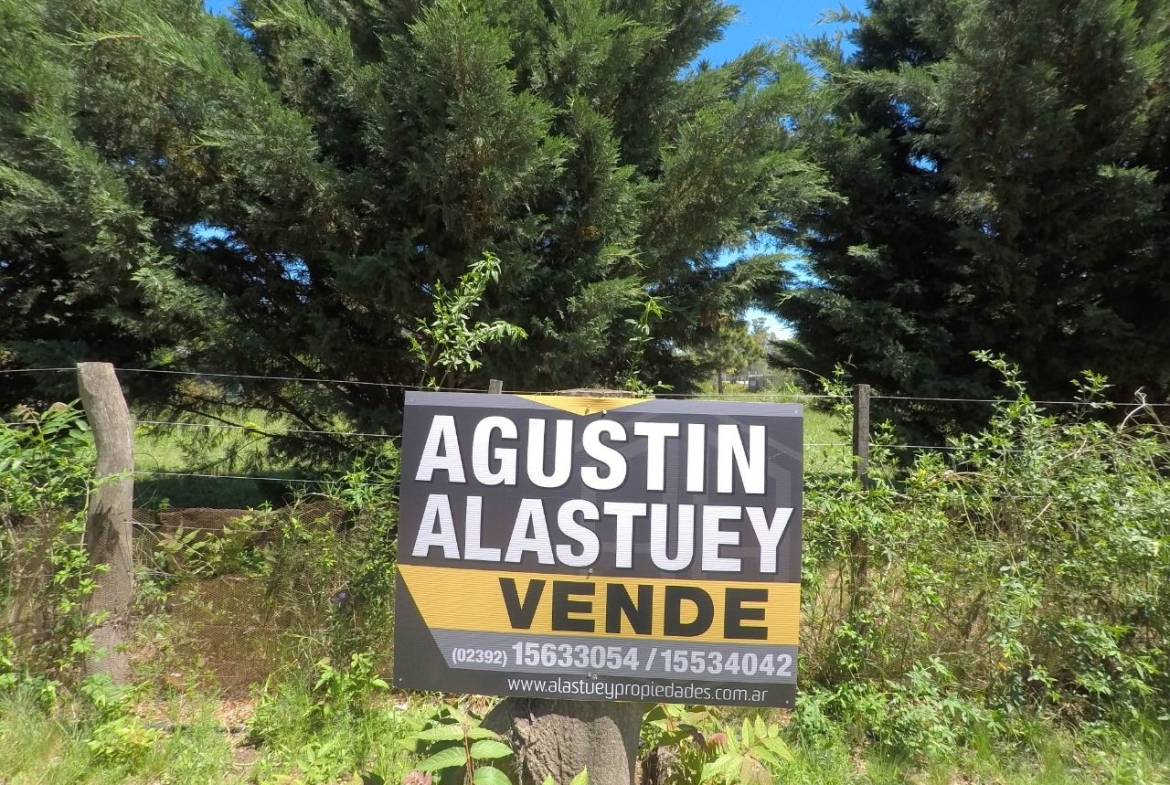 AGUSTIN
ALASTUEY
VENDE
(02392) 15633054 / 15534042
www.alastueypropiedades.com.ar